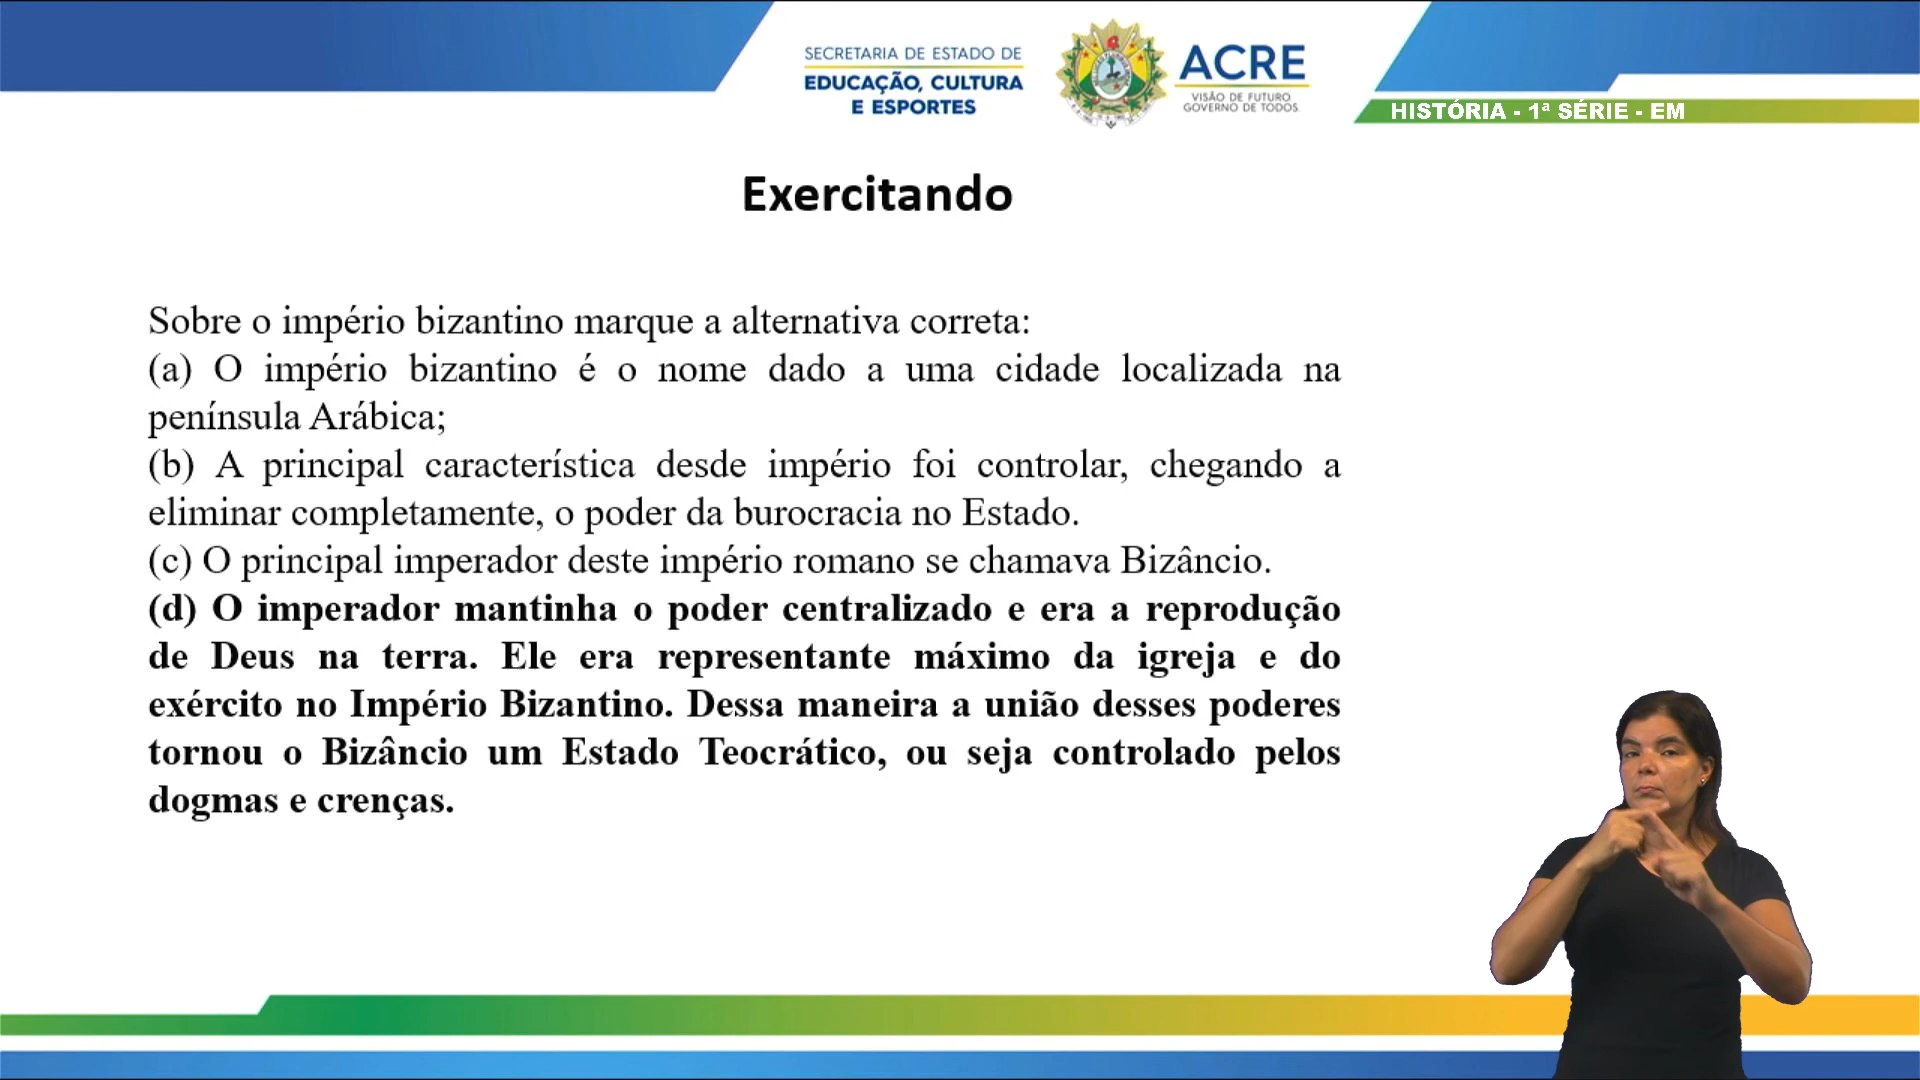 SECRETARIA DE ESTADO DE
EDUCAÇÃO, CULTURA
E ESPORTES
ACRE
VISÃO DE FUTURO
GOVERNO DE TODOS
HISTÓRIA - 1ª SÉRIE - EM
Exercitando
Sobre o império bizantino marque a alternativa correta:
(a) O império bizantino é o nome dado a uma cidade localizada na
península Arábica;
(b) A principal característica desde império foi controlar, chegando a
eliminar completamente, o poder da burocracia no Estado.
(c) O principal imperador deste império romano se chamava Bizâncio.
(d) O imperador mantinha o poder centralizado e era a reprodução
de Deus na terra. Ele era representante máximo da igreja e do
exército no Império Bizantino. Dessa maneira a união desses poderes
tornou o Bizâncio um Estado Teocrático, ou seja controlado pelos
dogmas e crenças.